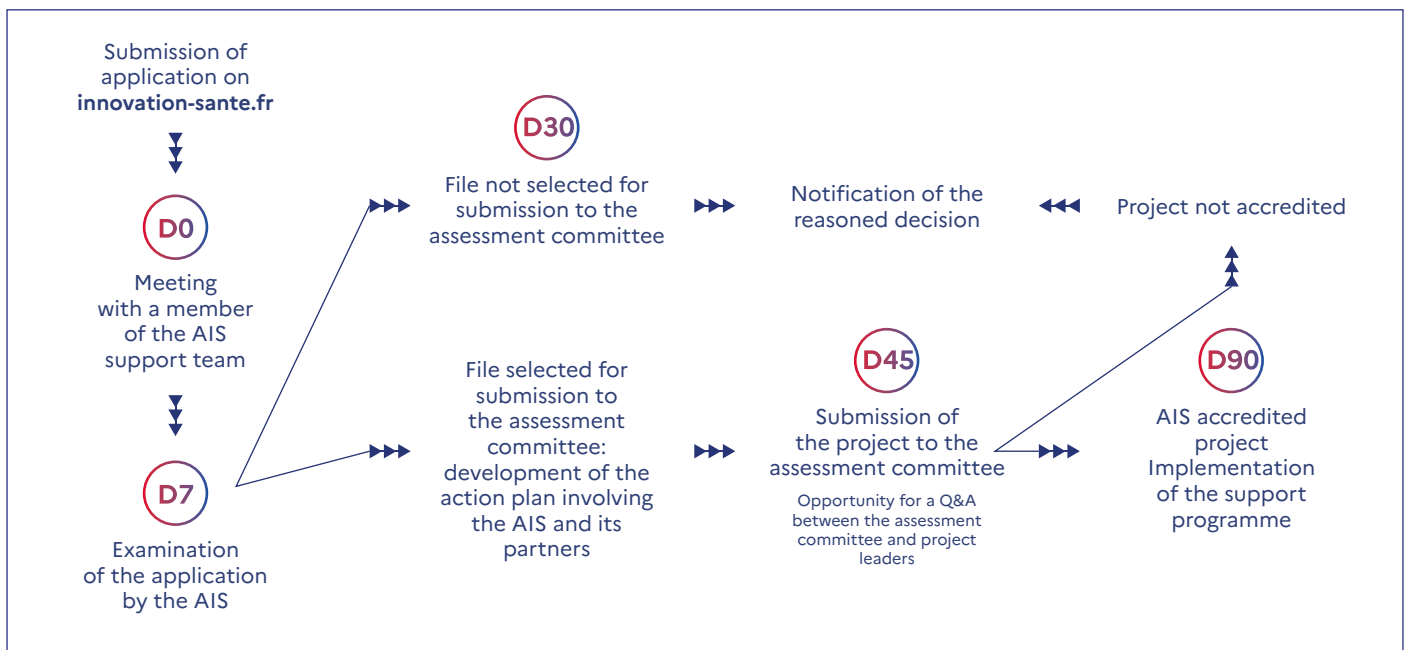 Submission of
application on
innovation-sante.fr
D0
Meeting
with a member
of the AIS
support team
D7
Examination
of the application
by the AIS
D30
File not selected for
submission to the
assessment committee
Notification of the
reasoned decision
Project not accredited
File selected for
submission to
the assessment
committee:
development of the
action plan involving
the AIS and its
partners
D45
Submission of
the project to the
assessment committee
Opportunity for a Q&A
between the assessment
committee and project
leaders
D90
AIS accredited
project
Implementation
of the support
programme